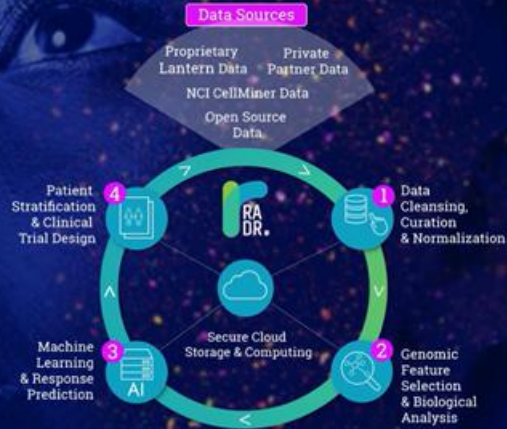 Data Sources
Proprietary
Lantern Data
Private
Partner Data
NCI CellMiner Data
Open Source
Data
RA
DR.
1
Data
Cleansing,
Curation
& Normalization
2
Genomic
Feature
Selection
& Biological
Analysis
3
Machine
Learning
& Response
Prediction
AI
4
Patient
Stratification
& Clinical
Trial Design
Secure Cloud
Storage & Computing